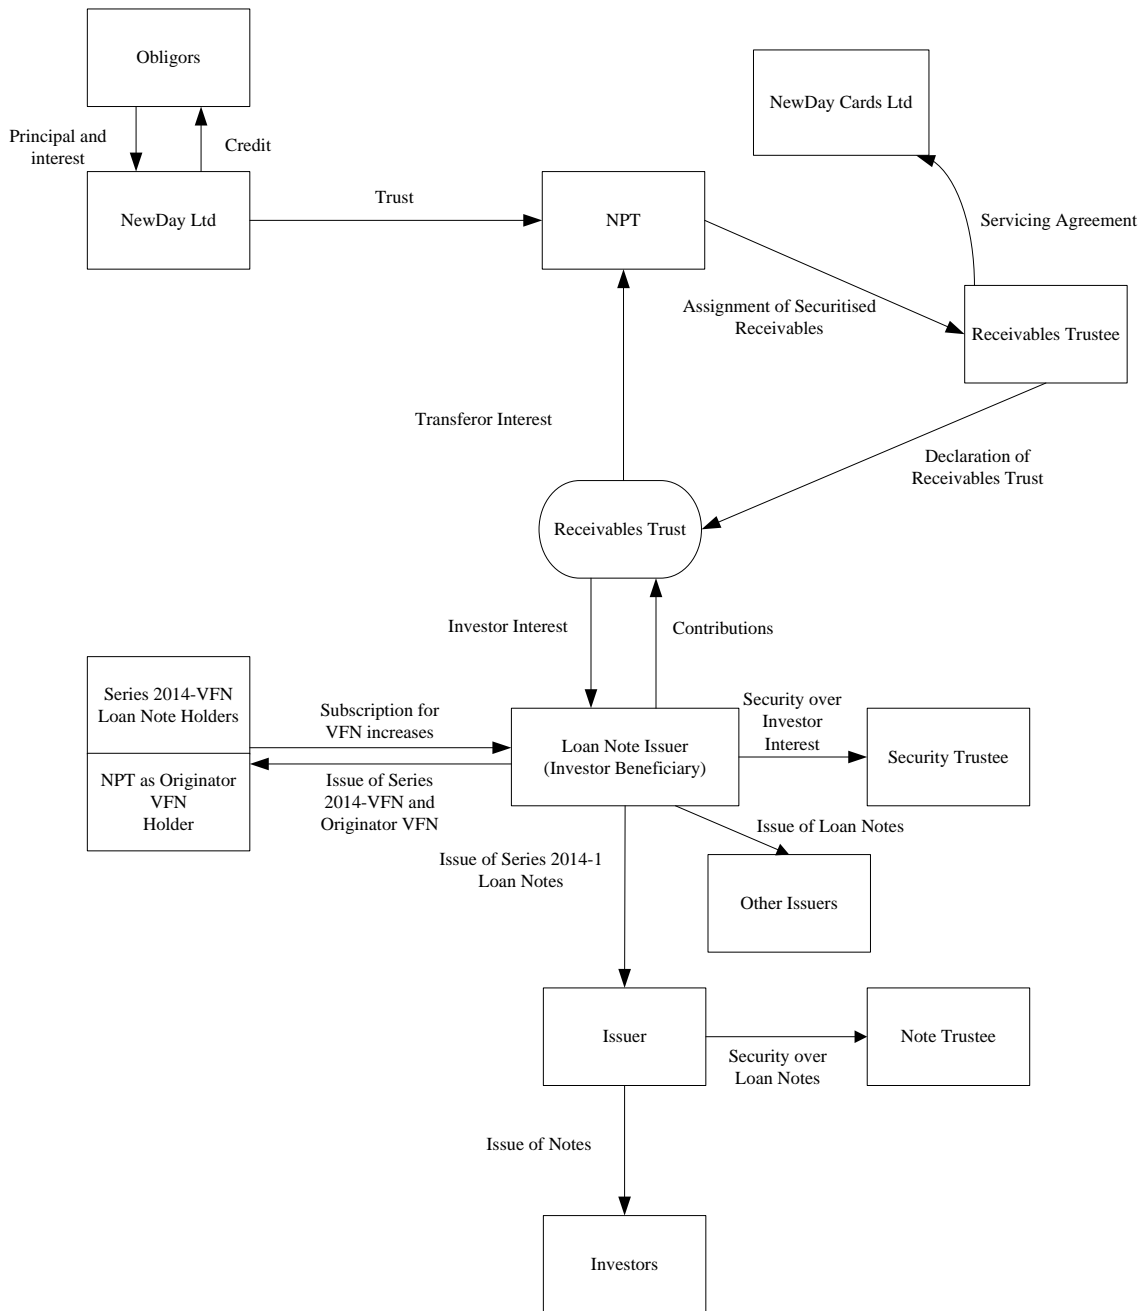 Obligors
NewDay Cards Ltd
Principal and
interest
Credit
NewDay Ltd
Trust
NPT
Servicing Agreement
Assignment of Securitised
Receivables
Receivables Trustee
Transferor Interest
Declaration of
Receivables Trust
Receivables Trust
Investor Interest
Contributions
Series 2014-VFN
Loan Note Holders
Subscription for
VFN increases
Loan Note Issuer
(Investor Beneficiary)
Security over
Investor
Interest
Security Trustee
NPT as Originator
VFN
Holder
Issue of Series
2014-VFN and
Originator VFN
Issue of Loan Notes
Issue of Series 2014-1
Loan Notes
Other Issuers
Issuer
Security over
Loan Notes
Note Trustee
Issue of Notes
Investors